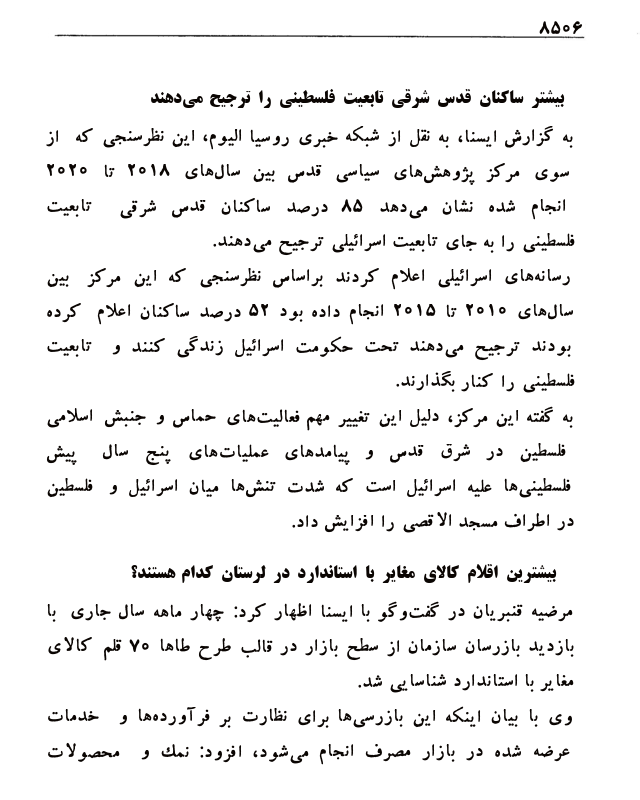 ۸۵۰۶
بیشتر ساکنان قدس شرقی تابعیت فلسطینی را ترجیح می‌دهند
به گزارش ایسنا، به نقل از شبکه خبری روسیا الیوم، این نظرسنجی که از
سوی مرکز پژوهش‌های سیاسی قدس بین سال‌های ۲۰۱۸ تا ۲۰۲۰
انجام شده نشان می‌دهد ۸۵ درصد ساکنان قدس شرقی تابعیت
فلسطینی را به جای تابعیت اسرائیلی ترجیح می‌دهند.
رسانه‌های اسرائیلی اعلام کردند براساس نظرسنجی که این مرکز بین
سال‌های ۲۰۱۰ تا ۲۰۱۵ انجام داده بود ۵۲ درصد ساکنان اعلام کرده
بودند ترجیح می‌دهند تحت حکومت اسرائیل زندگی کنند و تابعیت
فلسطینی را کنار بگذارند.
به گفته این مرکز، دلیل این تغییر مهم فعالیت‌های حماس و جنبش اسلامی
فلسطین در شرق قدس و پیامدهای عملیات‌های پنج سال پیش
فلسطینی‌ها علیه اسرائیل است که شدت تنش‌ها میان اسرائیل و فلسطین
در اطراف مسجد الاقصی را افزایش داد.
بیشترین اقلام کالای مغایر با استاندارد در لرستان کدام هستند؟
مرضیه قنبریان در گفت‌وگو با ایسنا اظهار کرد: چهار ماهه سال جاری با
بازدید بازرسان سازمان از سطح بازار در قالب طرح طاها ۷۰ قلم کالای
مغایر با استاندارد شناسایی شد.
وی با بیان اینکه این بازرسی‌ها برای نظارت بر فرآورده‌ها و خدمات
عرضه شده در بازار مصرف انجام می‌شود، افزود: نمك و محصولات